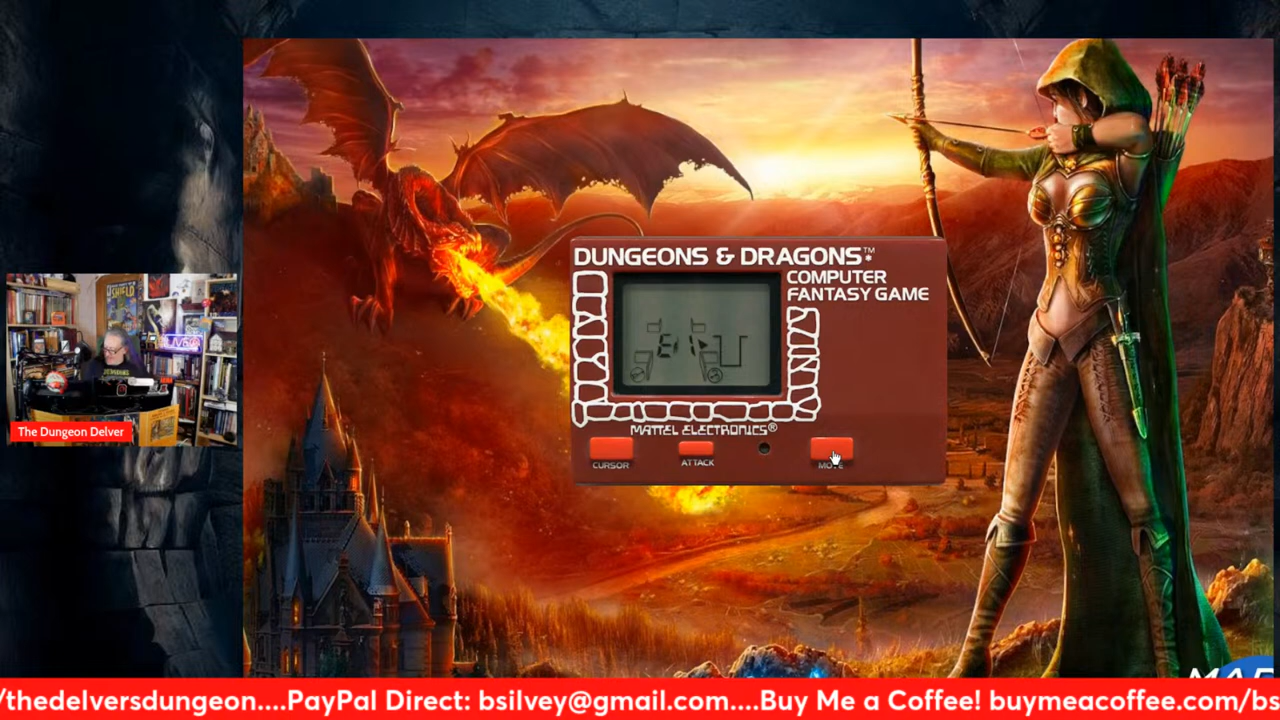 DUNGEONS & DRAGONS™*
COMPUTER
FANTASY GAME
MATTEL ELECTRONICS®
CURSOR
ATTACK
The Dungeon Delver
/thedelversdungeon....PayPal Direct: bsilvey@gmail.com....Buy Me a Coffee! buymeacoffee.com/bs